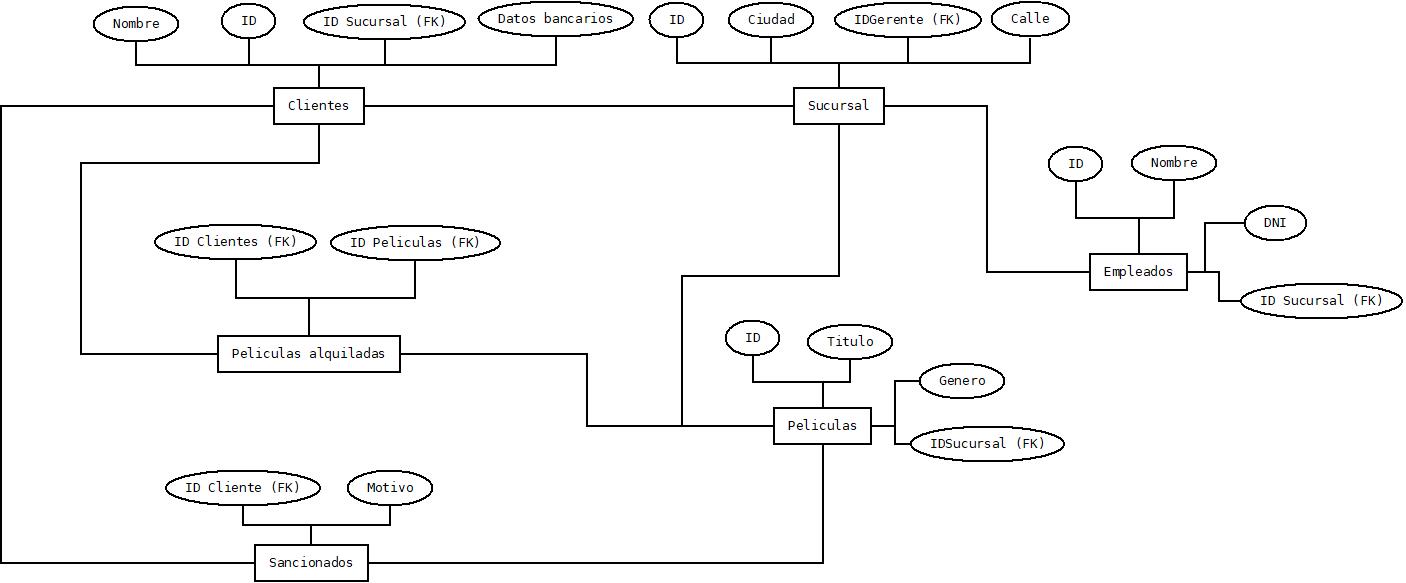 Nombre
ID
ID Sucursal (FK)
Datos bancarios
ID
Ciudad
IDGerente (FK)
Calle
Clientes
Sucursal
ID
Nombre
DNI
Empleados
ID Sucursal (FK)
ID Clientes (FK)
ID Peliculas (FK)
Peliculas alquiladas
ID
Titulo
Genero
Peliculas
IDSucursal (FK)
ID Cliente (FK)
Motivo
Sancionados